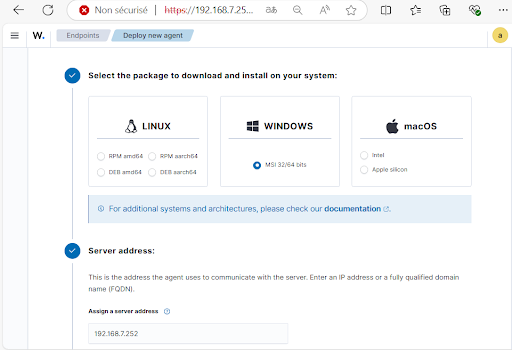 Non sécurisé
https://192.168.7.25...
W.
Endpoints
Deploy new agent
a
Select the package to download and install on your system:
LINUX
WINDOWS
macOS
RPM amd64
RPM aarch64
DEB amd64
DEB aarch64
MSI 32/64 bits
Intel
Apple silicon
For additional systems and architectures, please check our documentation
Server address:
This is the address the agent uses to communicate with the server. Enter an IP address or a fully qualified domain
name (FQDN).
Assign a server address
192.168.7.252